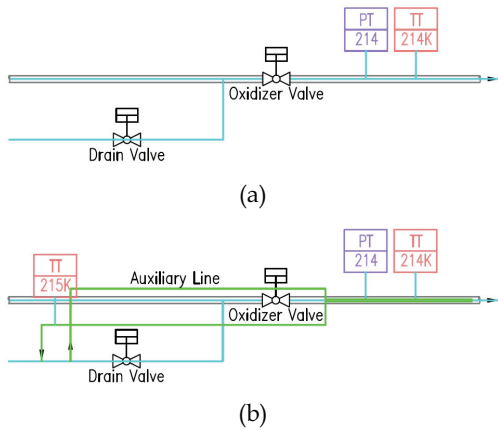 PT
214
TT
214K
Oxidizer Valve
Drain Valve
(a)
TT
215K
Auxiliary Line
PT
214
TT
214K
Oxidizer Valve
Drain Valve
(b)